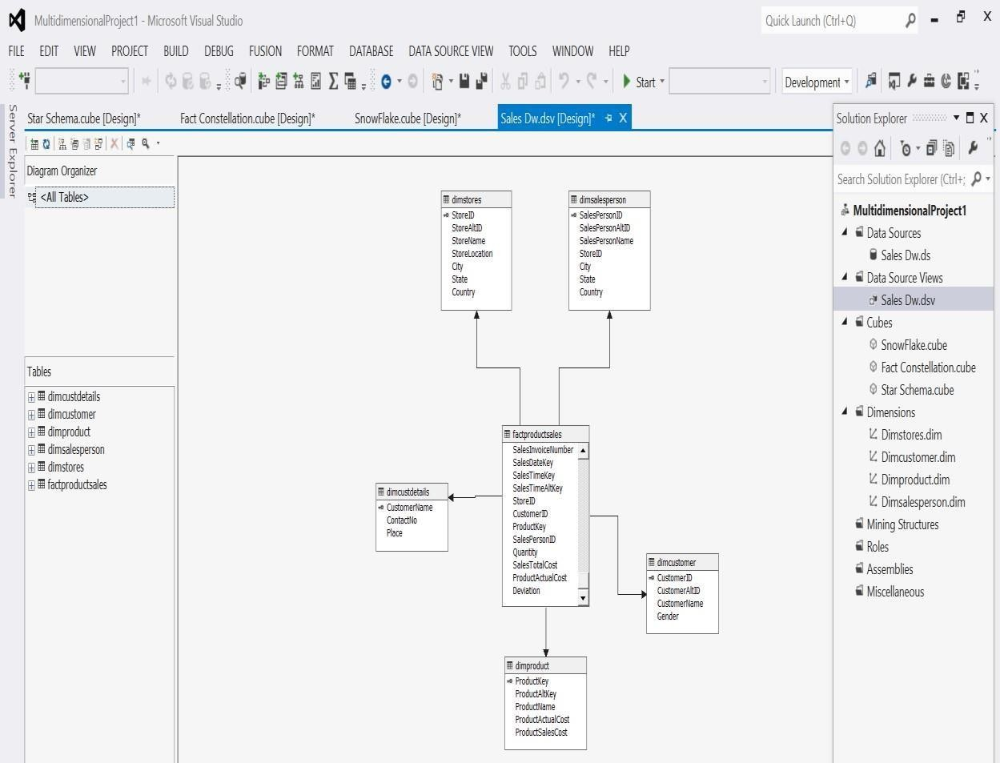 MultidimensionalProject1 - Microsoft Visual Studio
Quick Launch (Ctrl+Q)
FILE EDIT VIEW PROJECT BUILD DEBUG FUSION FORMAT DATABASE DATA SOURCE VIEW TOOLS WINDOW HELP
Start
Development
Server Explorer
Star Schema.cube [Design]*
Fact Constellation.cube [Design]*
SnowFlake.cube [Design]*
Sales Dw.dsv [Design]*
Diagram Organizer
<All Tables>
Tables
dimcustdetails
dimcustomer
dimproduct
dimsalesperson
dimstores
factproductsales
dimstores
StoreID
StoreAltID
StoreName
StoreLocation
City
State
Country
dimsalesperson
SalesPersonID
SalesPersonAltID
SalesPersonName
StoreID
City
State
Country
factproductsales
SalesInvoiceNumber
SalesDateKey
SalesTimeKey
SalesTimeAltKey
StoreID
CustomerID
ProductKey
SalesPersonID
Quantity
SalesTotalCost
ProductActualCost
Deviation
dimcustdetails
CustomerName
ContactNo
Place
dimcustomer
CustomerID
CustomerAltID
CustomerName
Gender
dimproduct
ProductKey
ProductAltKey
ProductName
ProductActualCost
ProductSalesCost
Solution Explorer
Search Solution Explorer (Ctrl+;
MultidimensionalProject1
Data Sources
Sales Dw.ds
Data Source Views
Sales Dw.dsv
Cubes
SnowFlake.cube
Fact Constellation.cube
Star Schema.cube
Dimensions
Dimstores.dim
Dimcustomer.dim
Dimproduct.dim
Dimsalesperson.dim
Mining Structures
Roles
Assemblies
Miscellaneous